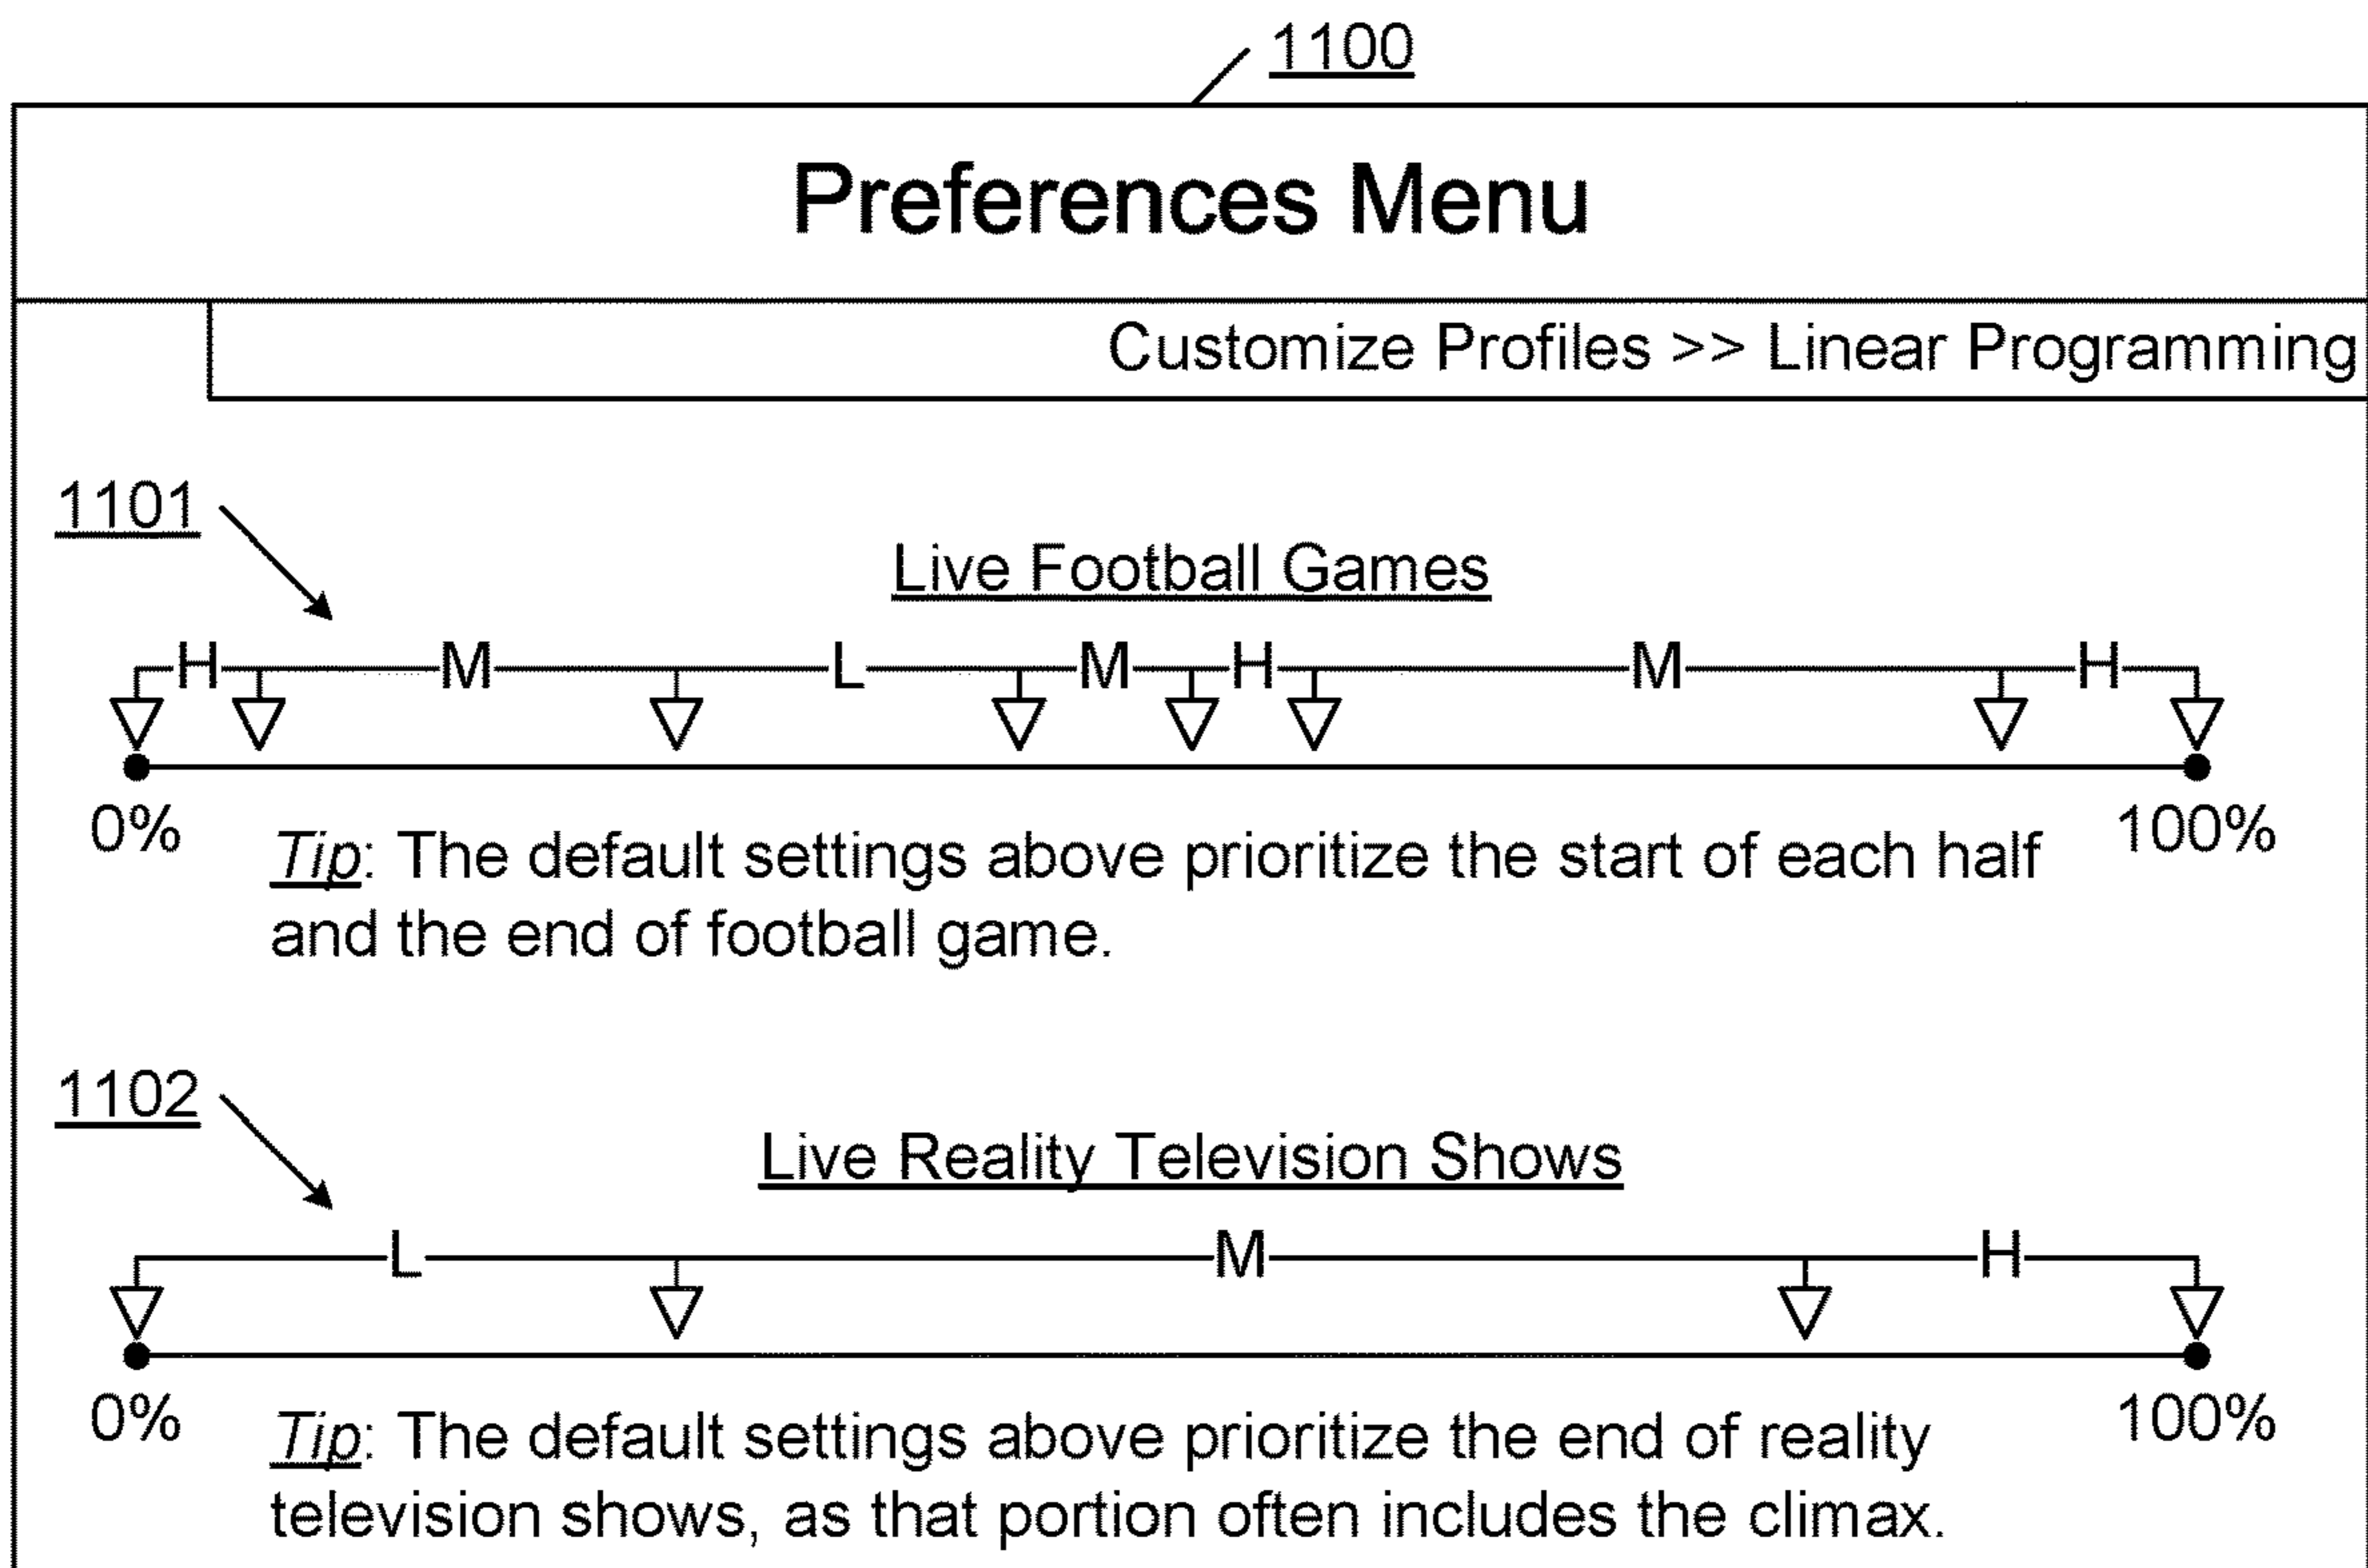 1100
Preferences Menu
Customize Profiles >> Linear Programming
1101
Live Football Games
H M L M H M H
0% 100%
Tip: The default settings above prioritize the start of each half
and the end of football game.
1102
Live Reality Television Shows
L M H
0% 100%
Tip: The default settings above prioritize the end of reality
television shows, as that portion often includes the climax.